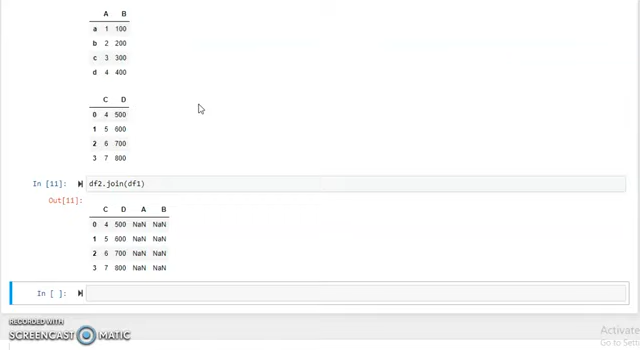 A B
a 1 100
b 2 200
c 3 300
d 4 400
C D
0 4 500
1 5 600
2 6 700
3 7 800
In [11]: df2.join(df1)
Out[11]:
C D A B
0 4 500 NaN NaN
1 5 600 NaN NaN
2 6 700 NaN NaN
3 7 800 NaN NaN
In [ ]:
RECORDED WITH
SCREENCAST MATIC
Activate
Go to Setti